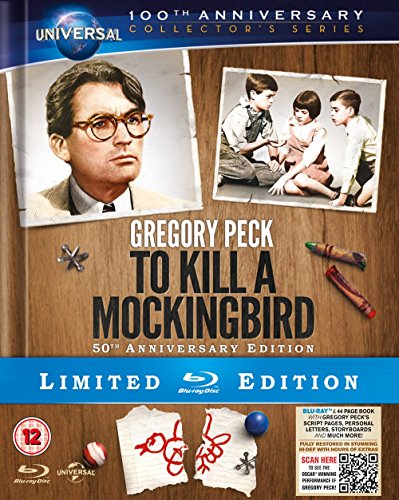 UNIVERSAL
100TH ANNIVERSARY
COLLECTOR'S SERIES
GREGORY PECK
TO KILL A
MOCKINGBIRD
50TH ANNIVERSARY EDITION
LIMITED Blu-ray Disc EDITION
12
Blu-ray Disc
UNIVERSAL
BLU-RAY™ & 44 PAGE BOOK
WITH GREGORY PECK'S
SCRIPT PAGES, PERSONAL
LETTERS, STORYBOARDS
AND MUCH MORE!
FULLY RESTORED IN STUNNING
HI-DEF WITH HOURS OF EXTRAS
SCAN HERE
TO SEE THE
OSCAR® WINNING
PERFORMANCE OF
GREGORY PECK!